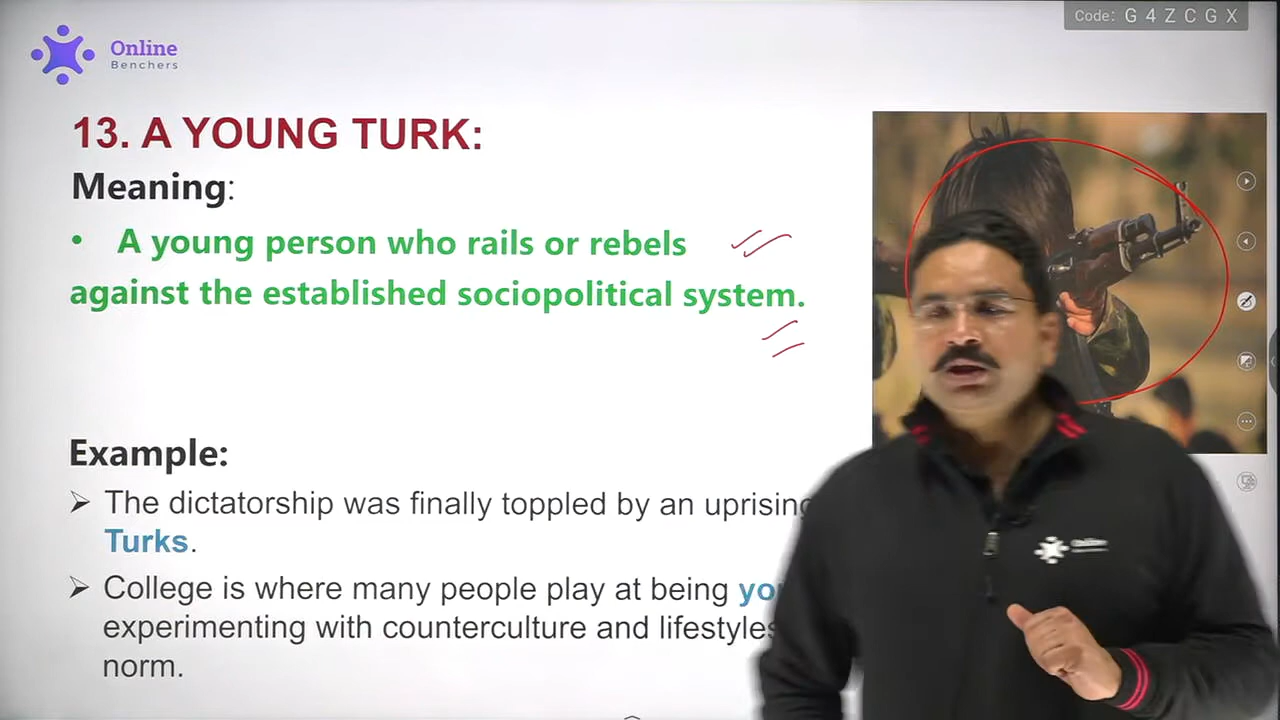 Code: G 4 Z C G X
Online
Benchers
13. A YOUNG TURK:
Meaning:
• A young person who rails or rebels
against the established sociopolitical system.
Example:
➢ The dictatorship was finally toppled by an uprising
Turks.
➢ College is where many people play at being
experimenting with counterculture and lifestyles
norm.
Online